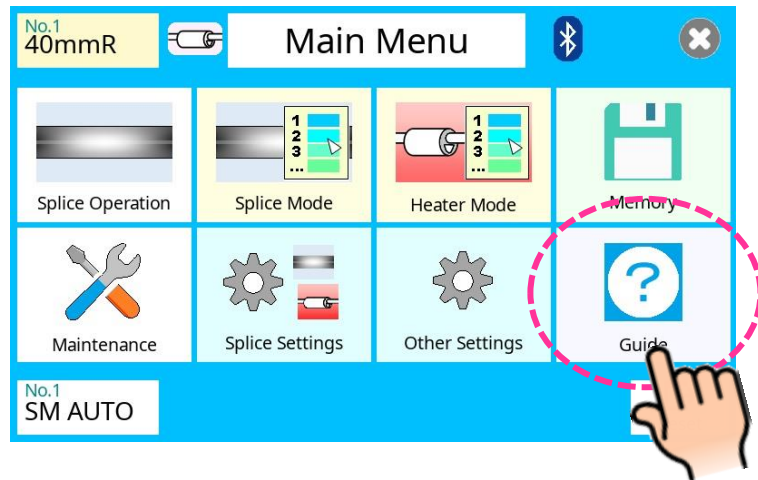 No.1
40mmR
Main Menu
1
2
3
...
1
2
3
...
Splice Operation
Splice Mode
Heater Mode
Memory
?
Maintenance
Splice Settings
Other Settings
Guide
No.1
SM AUTO